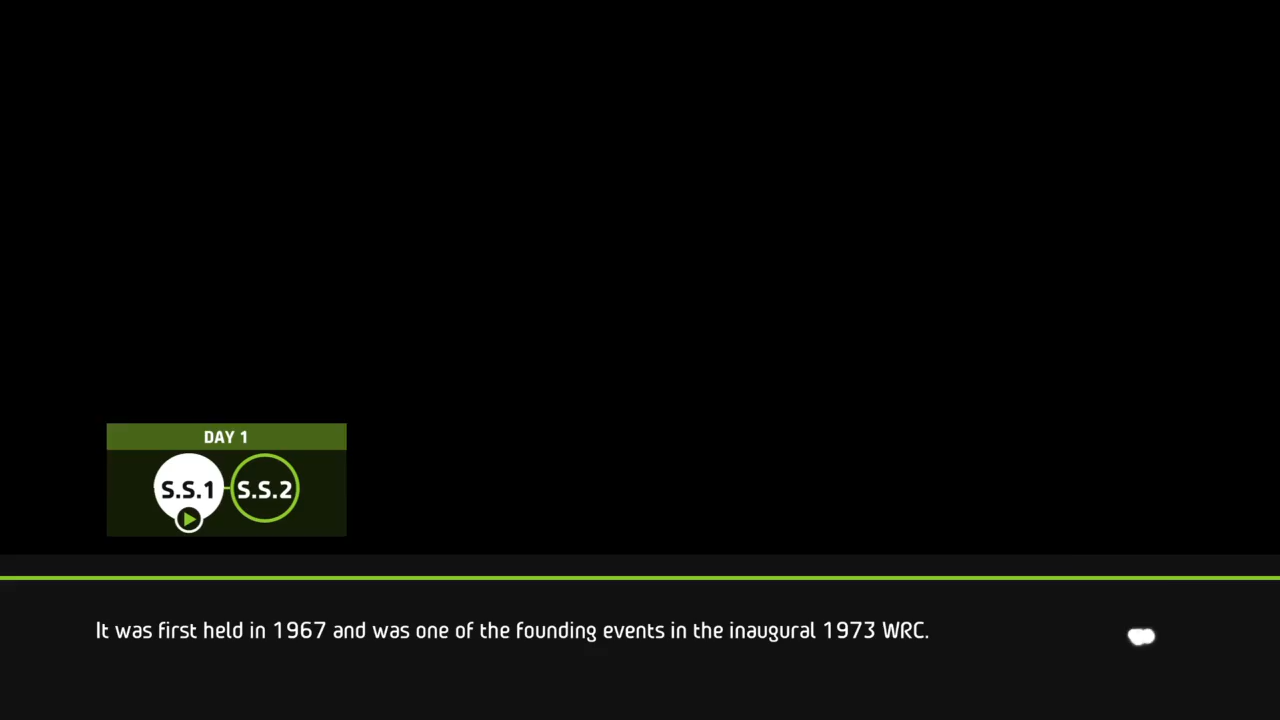 DAY 1
S.S.1 S.S.2
It was first held in 1967 and was one of the founding events in the inaugural 1973 WRC.